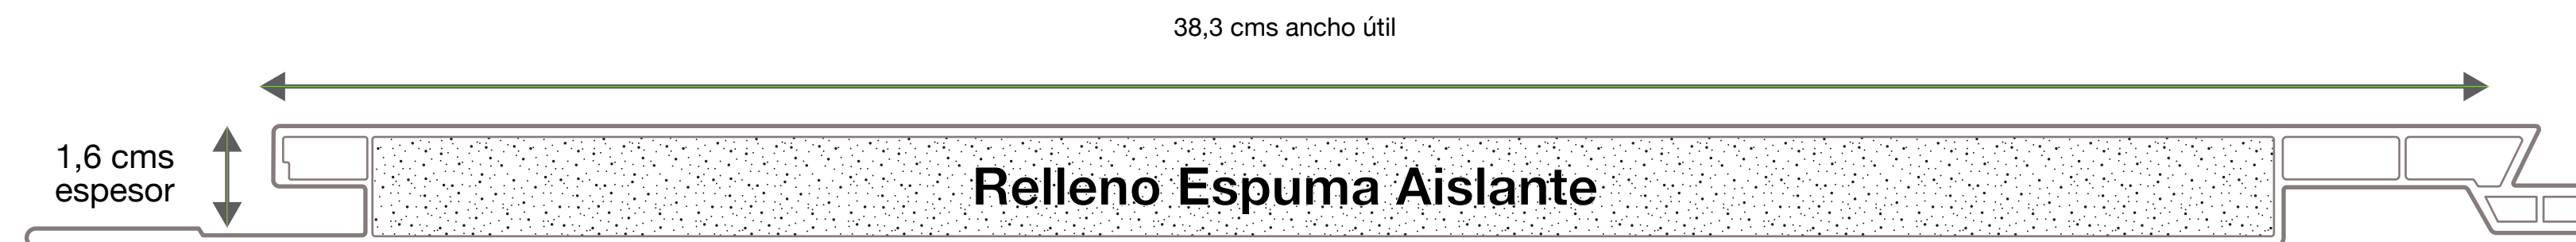 38,3 cms ancho útil
1,6 cms
espesor
Relleno Espuma Aislante